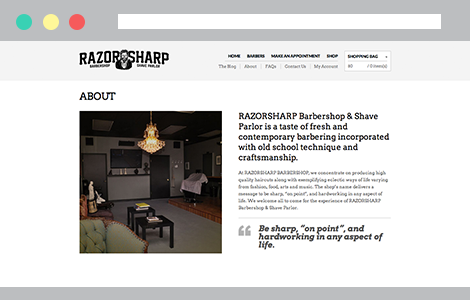 RAZORSHARP
BARBERSHOP SHAVE PARLOR
HOME BARBERS MAKE AN APPOINTMENT SHOP SHOPPING BAG
The Blog About FAQs Contact Us My Account $0 / 0 item(s)
ABOUT
RAZORSHARP Barbershop & Shave
Parlor is a taste of fresh and
contemporary barbering incorporated
with old school technique and
craftsmanship.
At RAZORSHARP BARBERSHOP, we concentrate on producing high
quality haircuts along with exemplifying eclectic ways of life varying
from fashion, food, arts and music. The shop's name delivers a
message to be sharp, "on point", and hardworking in any aspect of
life. We welcome all to come for the experience of RAZORSHARP
Barbershop & Shave Parlor.
Be sharp, "on point", and
hardworking in any aspect of
life.